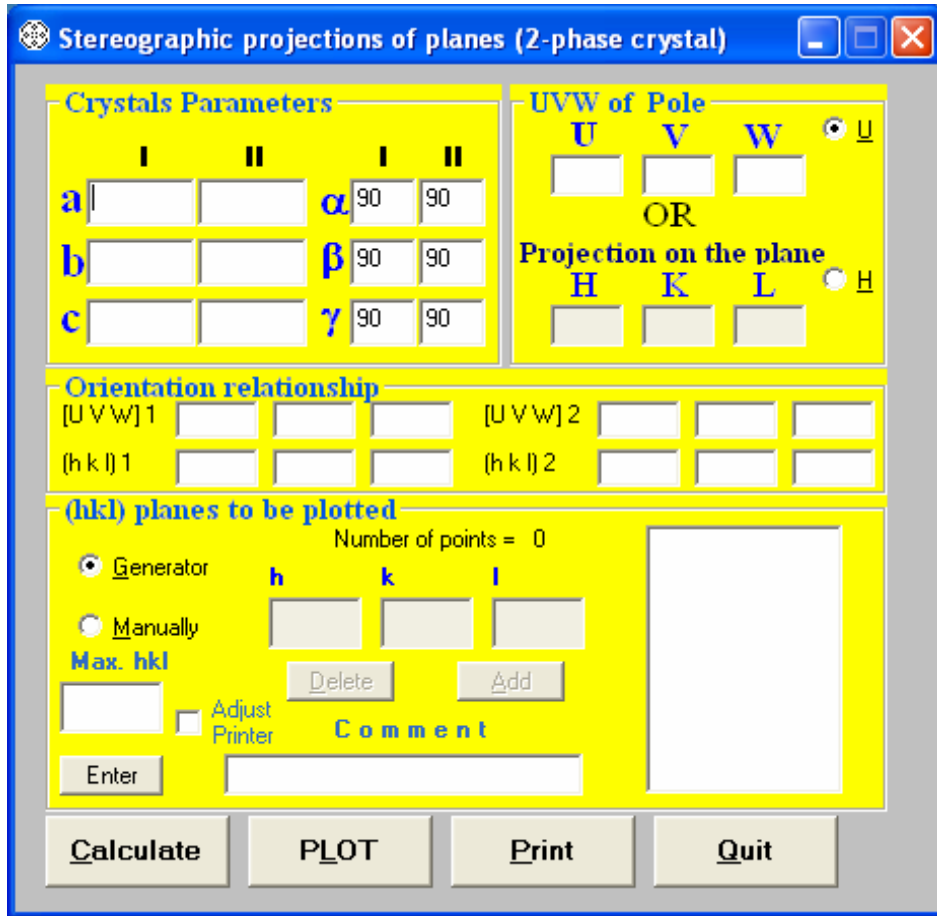 Stereographic projections of planes (2-phase crystal)
Crystals Parameters
I II I II
a α 90 90
b β 90 90
c γ 90 90
UVW of Pole
U V W U
OR
Projection on the plane
H K L H
Orientation relationship
[U V W] 1 [U V W] 2
(h k l) 1 (h k l) 2
(hkl) planes to be plotted
Number of points = 0
Generator
h k l
Manually
Max. hkl
Delete Add
Adjust
Printer
Comment
Enter
Calculate PLOT Print Quit